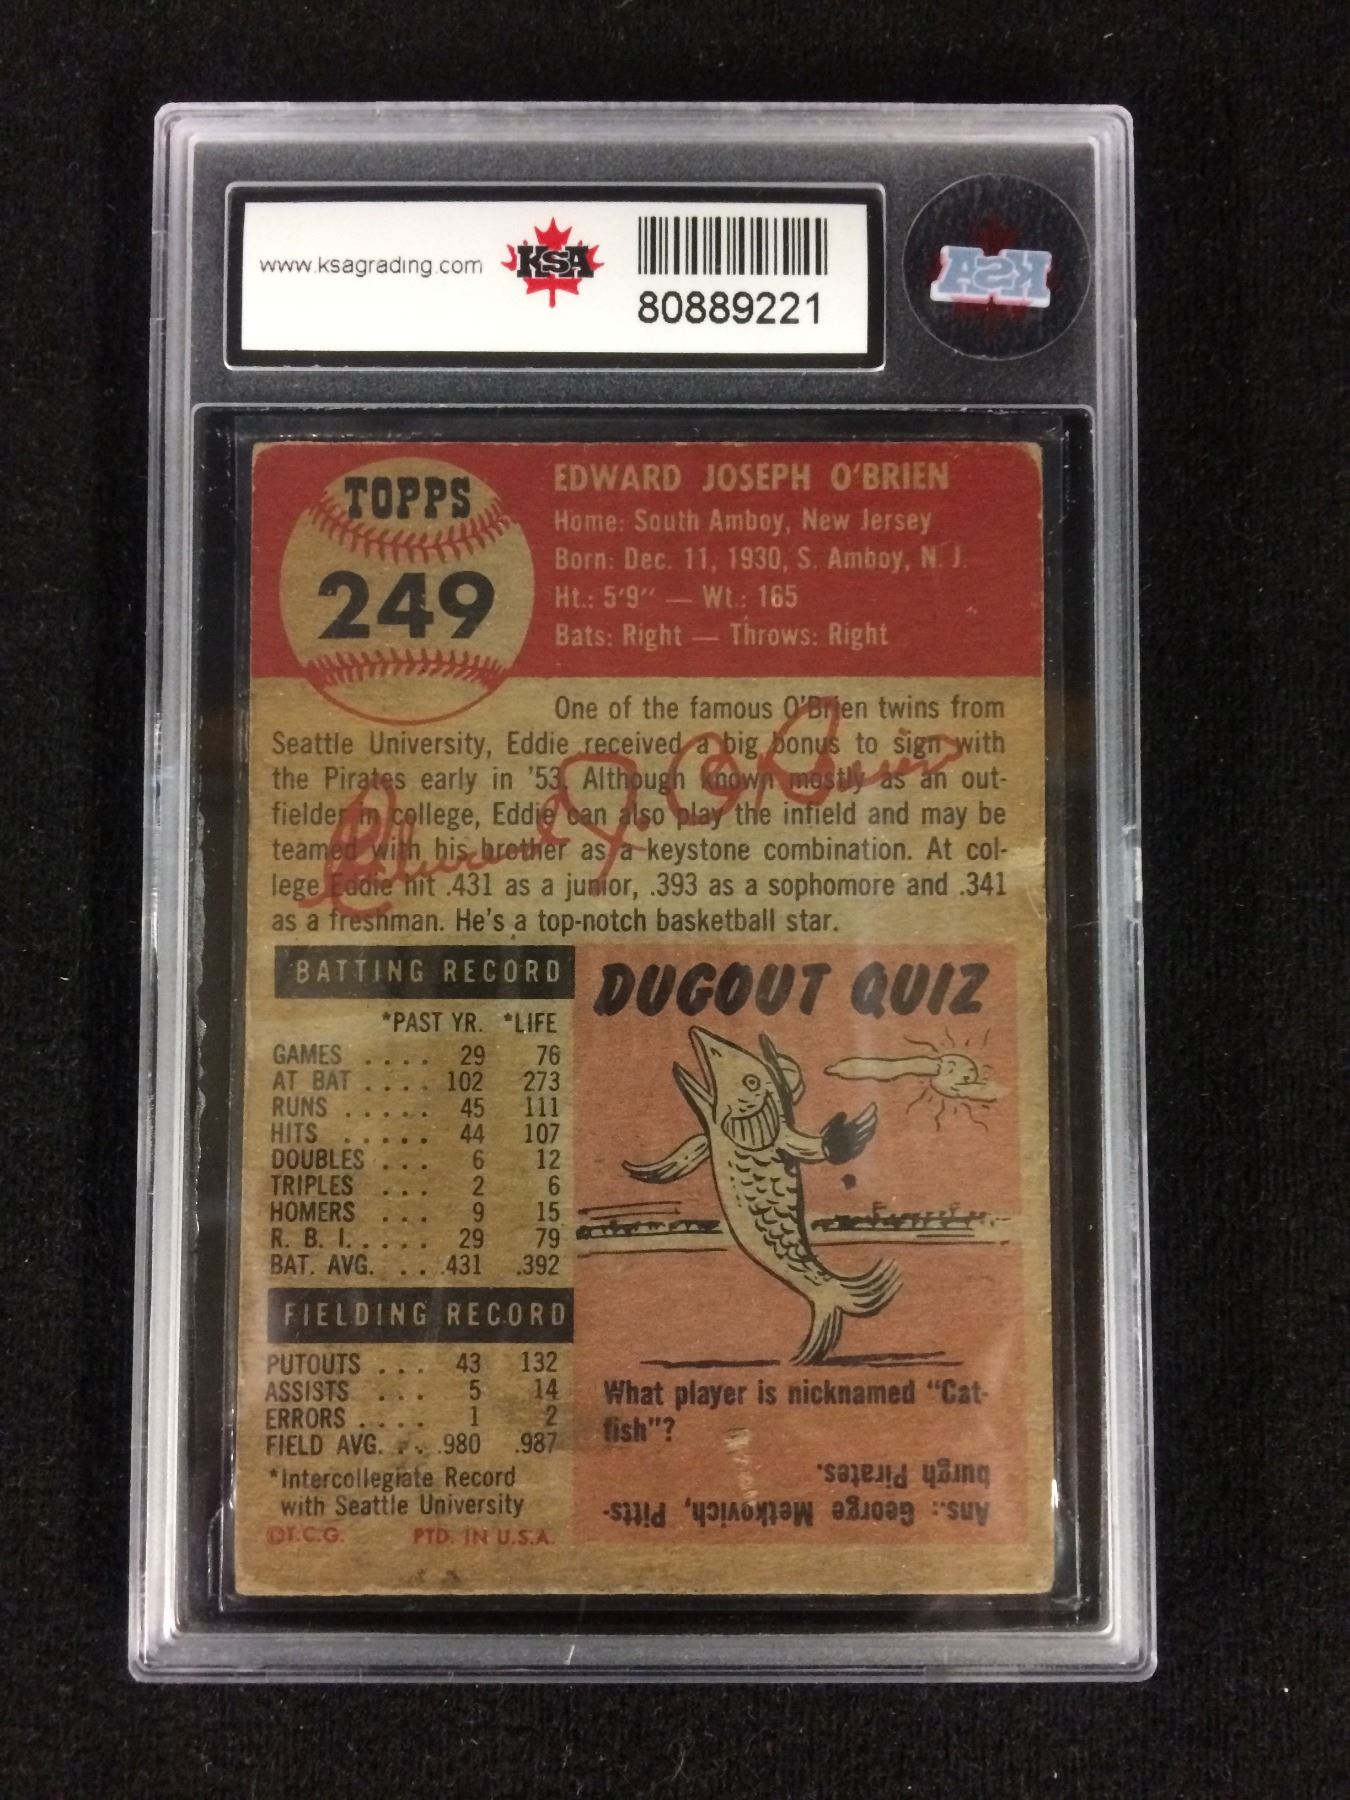 www.ksagrading.com
KSA
80889221
KSA
TOPPS
249
EDWARD JOSEPH O'BRIEN
Home: South Amboy, New Jersey
Born: Dec. 11, 1930, S. Amboy, N. J.
Ht.: 5'9" — Wt.: 165
Bats: Right — Throws: Right
One of the famous O'Brien twins from
Seattle University, Eddie received a big bonus to sign with
the Pirates early in '53. Although known mostly as an out-
fielder in college, Eddie can also play the infield and may be
teamed with his brother as a keystone combination. At col-
lege Eddie hit .431 as a junior, .393 as a sophomore and .341
as a freshman. He's a top-notch basketball star.
Edward J. O'Brien
BATTING RECORD
*PAST YR. *LIFE
GAMES .... 29 76
AT BAT .... 102 273
RUNS ..... 45 111
HITS ..... 44 107
DOUBLES ... 6 12
TRIPLES ... 2 6
HOMERS ... 9 15
R. B. I. .... 29 79
BAT. AVG. ... .431 .392
FIELDING RECORD
PUTOUTS ... 43 132
ASSISTS ... 5 14
ERRORS .... 1 2
FIELD AVG. ... .980 .987
*Intercollegiate Record
with Seattle University
©T.C.G. PTD. IN U.S.A.
DUGOUT QUIZ
What player is nicknamed "Cat-
fish"?
Ans.: George Metkovich, Pitts-
burgh Pirates.